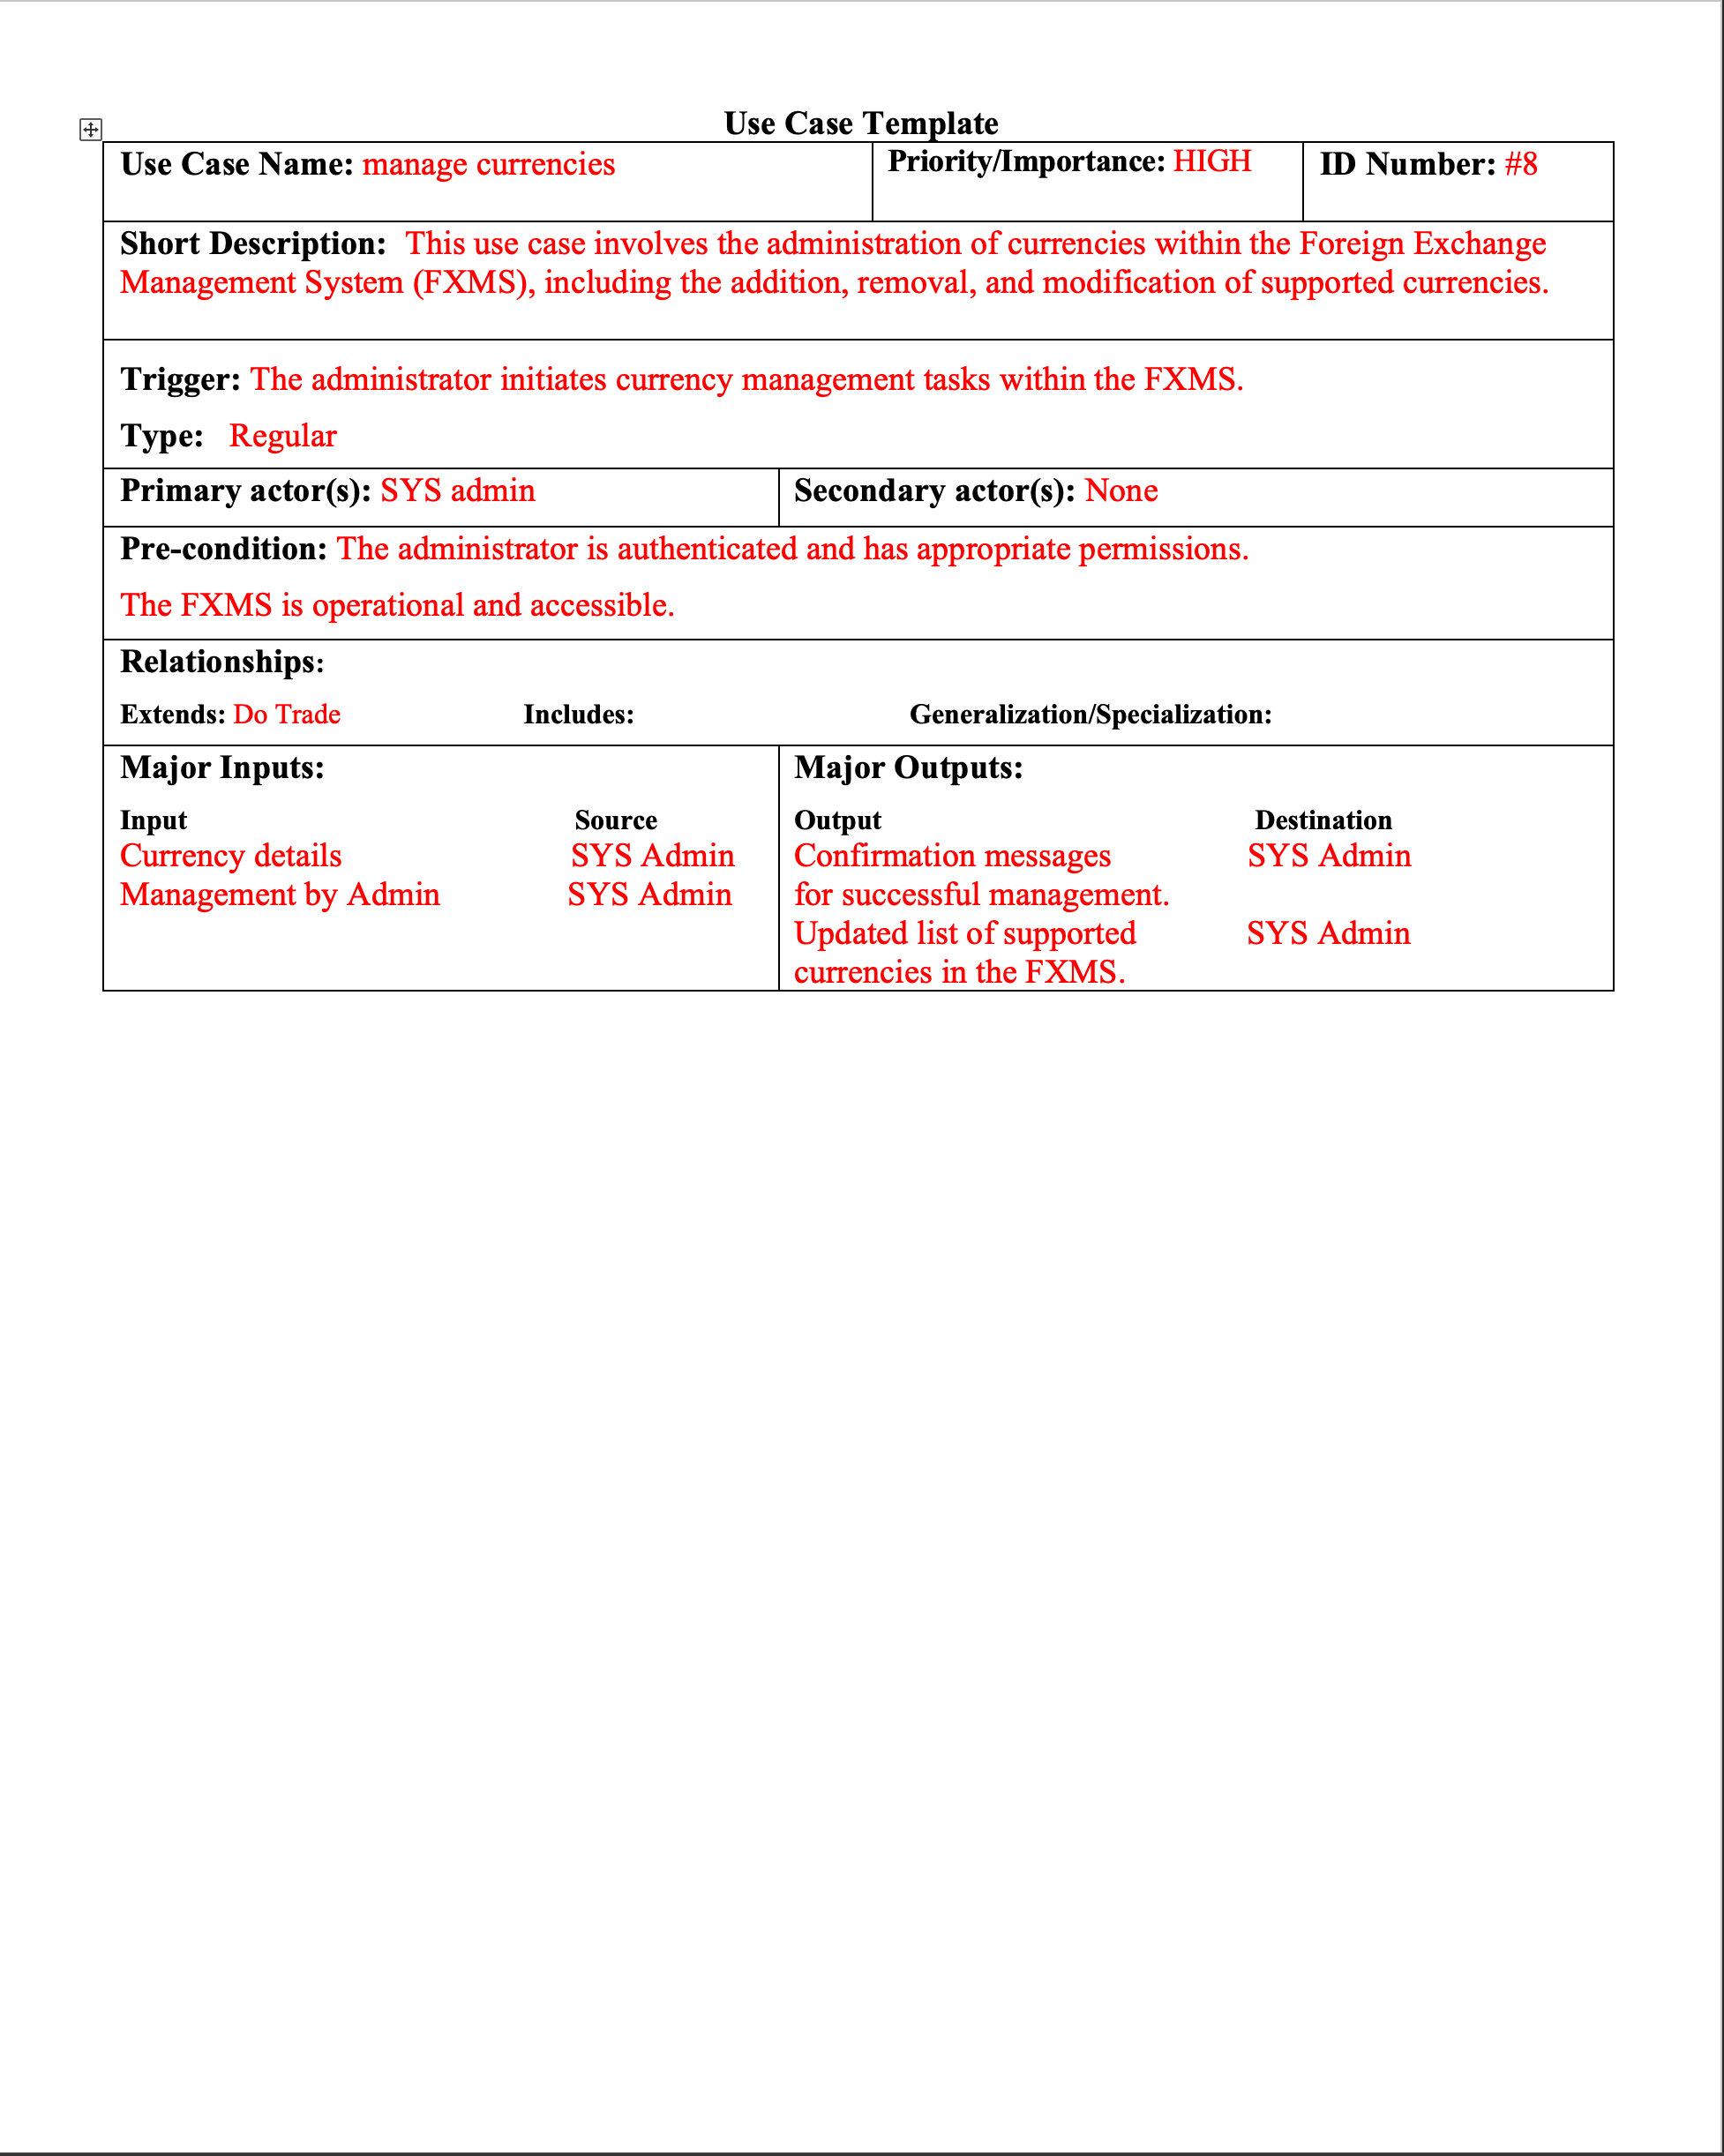 Use Case Template
Use Case Name: manage currencies
Priority/Importance: HIGH
ID Number: #8
Short Description: This use case involves the administration of currencies within the Foreign Exchange
Management System (FXMS), including the addition, removal, and modification of supported currencies.
Trigger: The administrator initiates currency management tasks within the FXMS.
Type: Regular
Primary actor(s): SYS admin
Secondary actor(s): None
Pre-condition: The administrator is authenticated and has appropriate permissions.
The FXMS is operational and accessible.
Relationships:
Extends: Do Trade Includes: Generalization/Specialization:
Major Inputs:
Input Source
Currency details SYS Admin
Management by Admin SYS Admin
Major Outputs:
Output Destination
Confirmation messages SYS Admin
for successful management.
Updated list of supported SYS Admin
currencies in the FXMS.